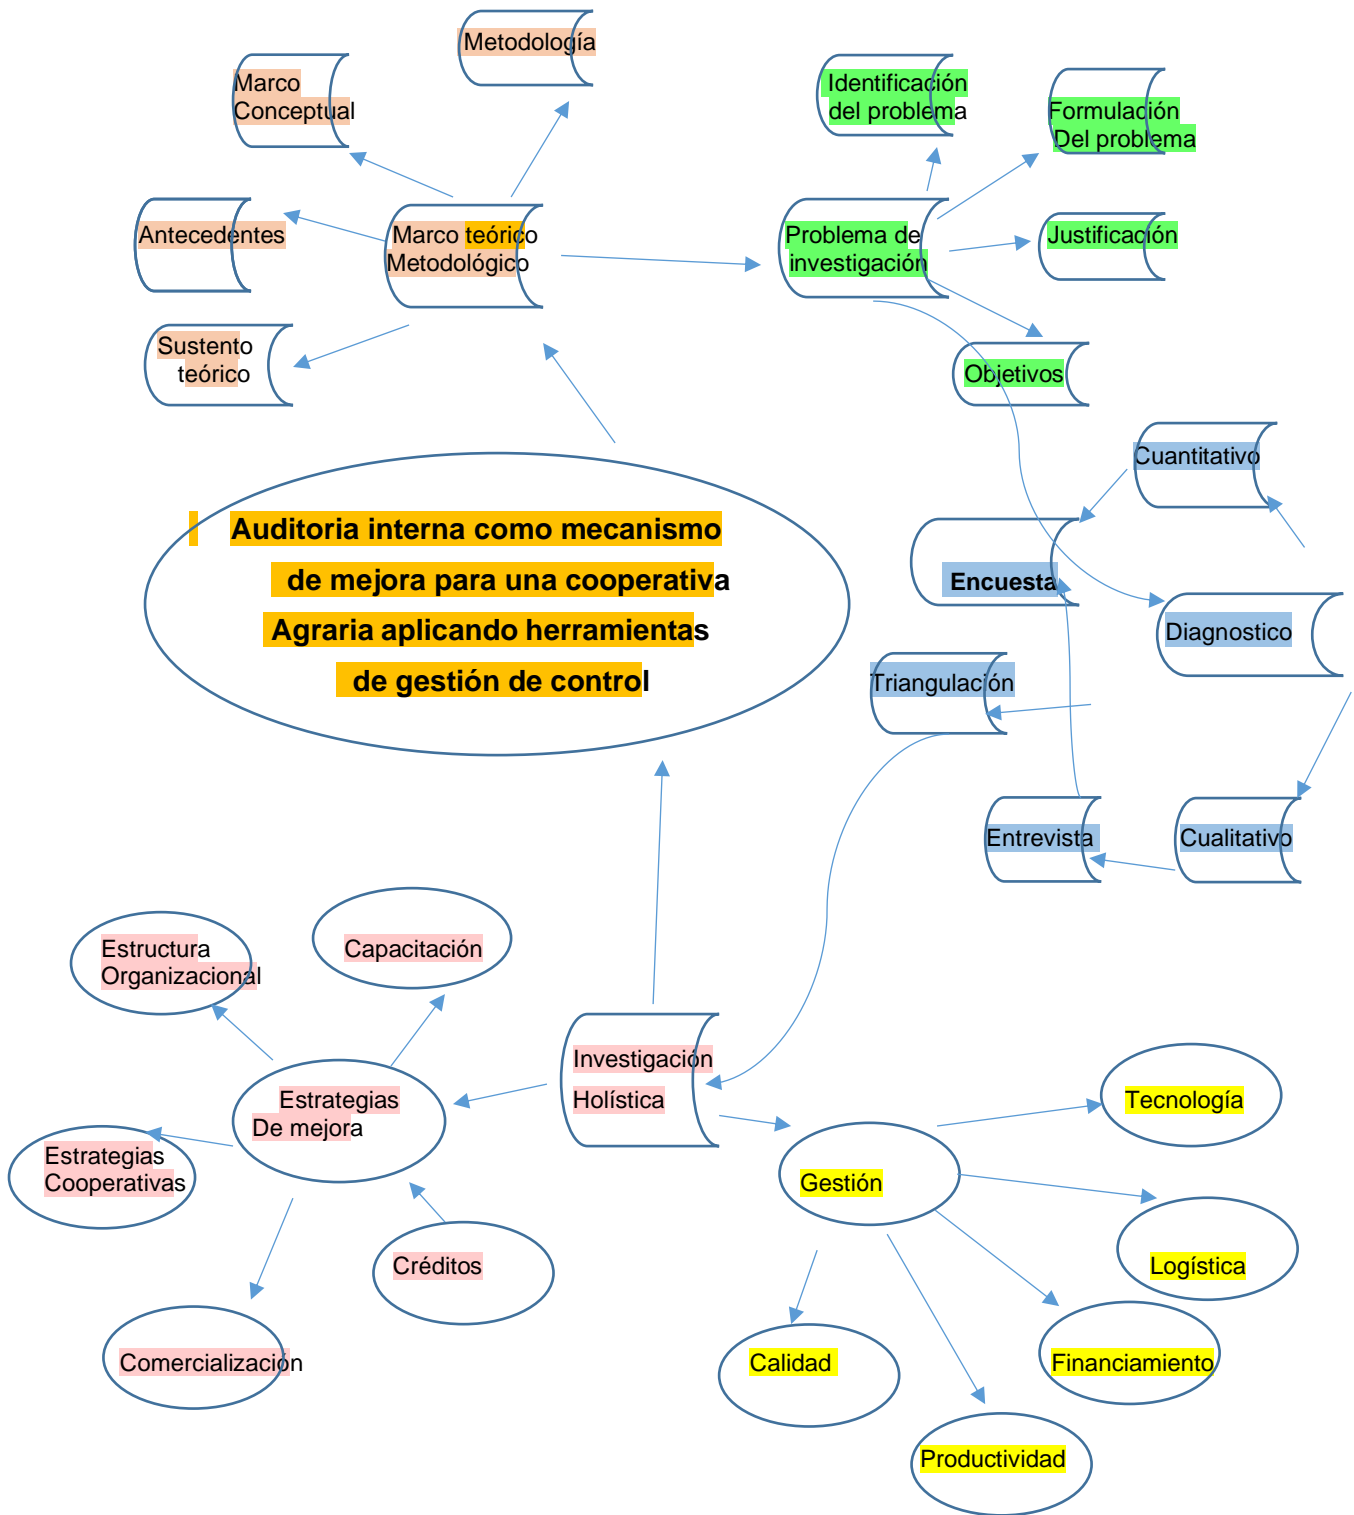 Metodología
Marco
Conceptual
Identificación
del problema
Formulación
Del problema
Antecedentes
Marco teórico
Metodológico
Problema de
investigación
Justificación
Sustento
teórico
Objetivos
Cuantitativo
Auditoria interna como mecanismo
de mejora para una cooperativa
Agraria aplicando herramientas
de gestión de control
Encuesta
Diagnostico
Triangulación
Entrevista
Cualitativo
Estructura
Organizacional
Capacitación
Investigación
Holística
Estrategias
De mejora
Tecnología
Estrategias
Cooperativas
Gestión
Créditos
Logística
Comercialización
Calidad
Financiamiento
Productividad